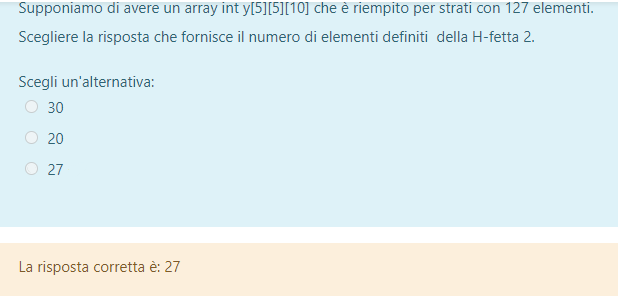 Supponiamo di avere un array int y[5][5][10] che è riempito per strati con 127 elementi.
Scegliere la risposta che fornisce il numero di elementi definiti  della H-fetta 2.
Scegli un'alternativa:
30
20
27
La risposta corretta è: 27